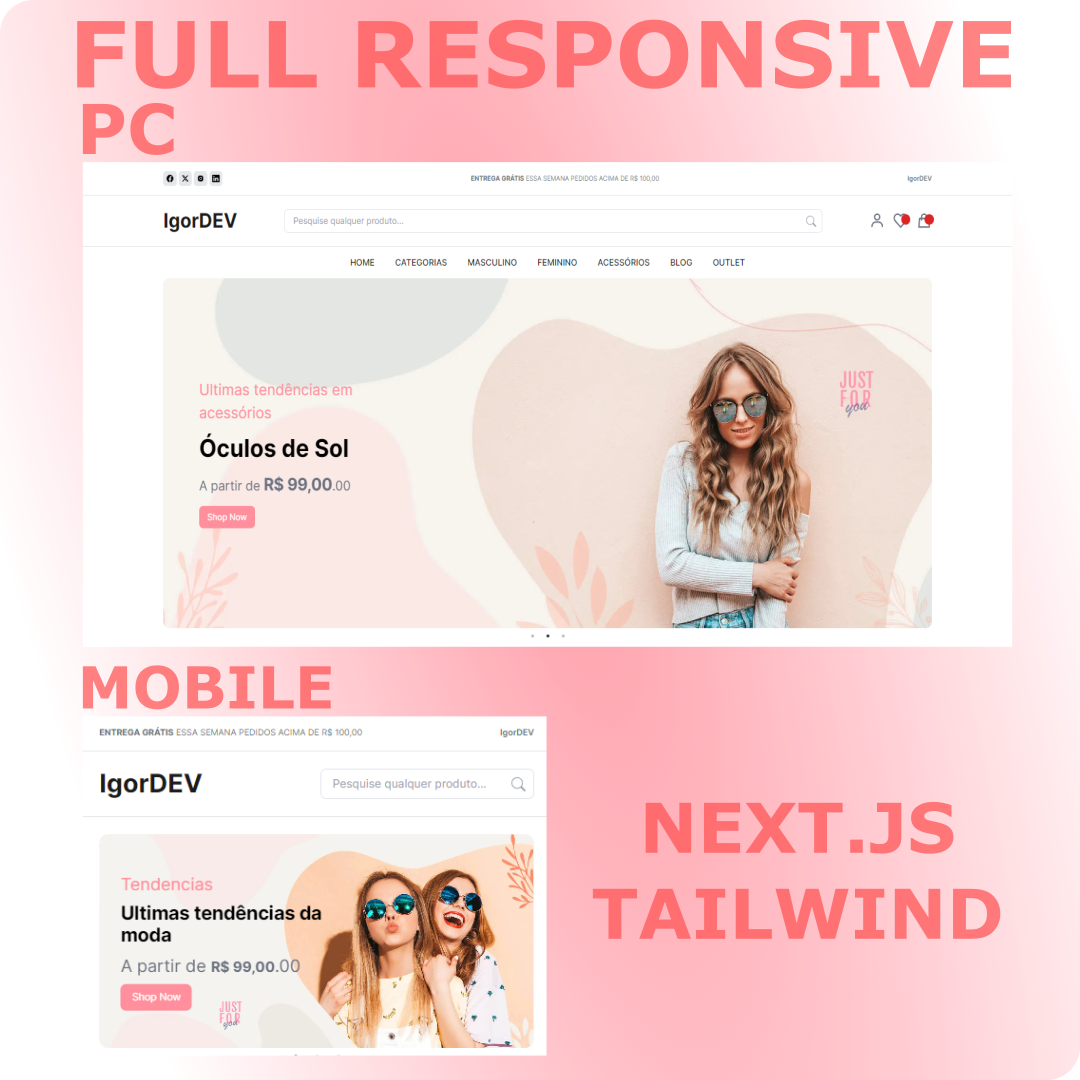 FULL RESPONSIVE
PC
ENTREGA GRÁTIS ESSA SEMANA PEDIDOS ACIMA DE R$ 100,00
IgorDEV
IgorDEV
Pesquise qualquer produto...
HOME CATEGORIAS MASCULINO FEMININO ACESSÓRIOS BLOG OUTLET
Ultimas tendências em
acessórios
Óculos de Sol
A partir de R$ 99,00.00
Shop Now
JUST
FOR
you
MOBILE
ENTREGA GRÁTIS ESSA SEMANA PEDIDOS ACIMA DE R$ 100,00
IgorDEV
IgorDEV
Pesquise qualquer produto...
Tendencias
Ultimas tendências da
moda
A partir de R$ 99,00.00
Shop Now
JUST
FOR
you
NEXT.JS
TAILWIND